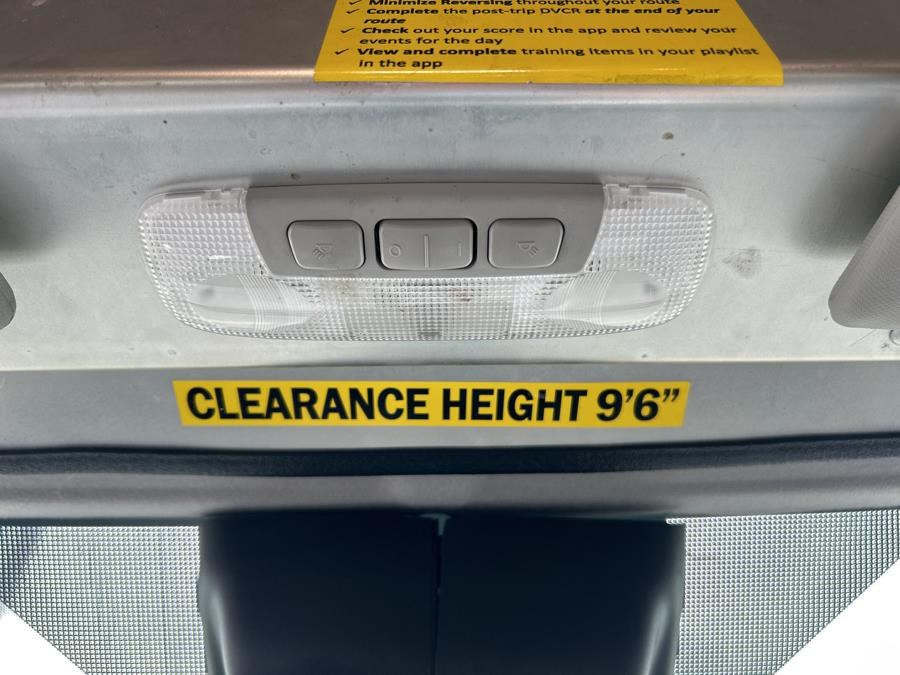 ✓ Minimize Reversing throughout your route
✓ Complete the post-trip DVCR at the end of your
route
✓ Check out your score in the app and review your
events for the day
✓ View and complete training items in your playlist
in the app
O I
CLEARANCE HEIGHT 9’6”